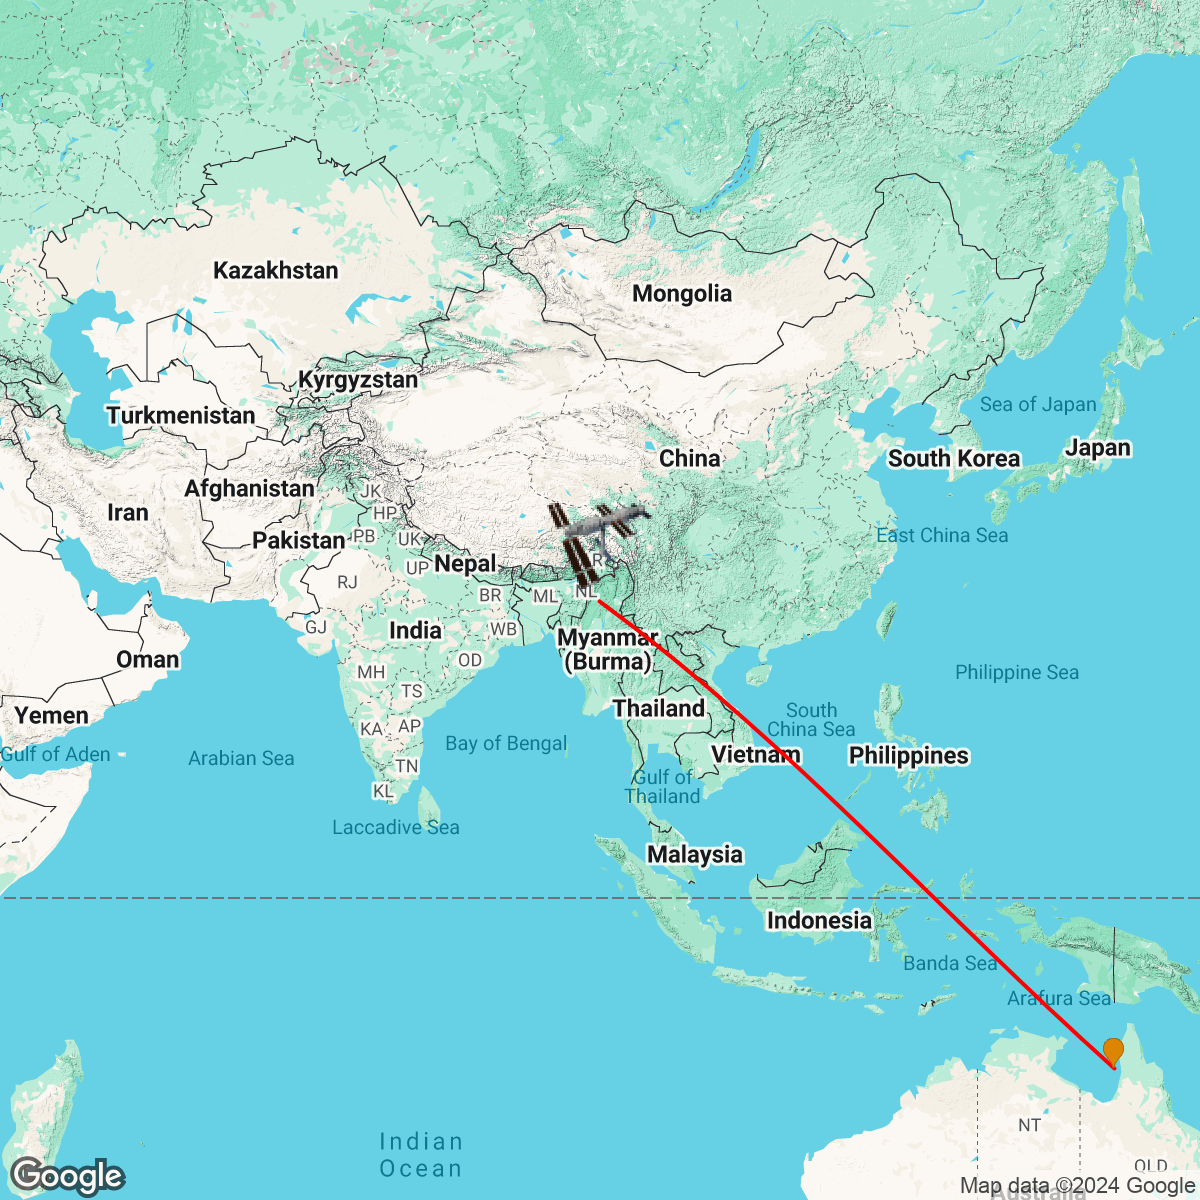 Kazakhstan
Mongolia
Kyrgyzstan
Turkmenistan
Sea of Japan
Japan
China
South Korea
Afghanistan
JK
Iran
HP
East China Sea
Pakistan
PB
UK
Nepal
UP
R
RJ
BR
ML
NL
GJ
India
WB
Myanmar
(Burma)
Oman
OD
MH
Philippine Sea
TS
Thailand
South
China Sea
Yemen
KA
AP
Bay of Bengal
Gulf of Aden
Arabian Sea
Vietnam
Philippines
TN
Gulf of
Thailand
KL
Laccadive Sea
Malaysia
Indonesia
Banda Sea
Arafura Sea
NT
Indian
Ocean
QLD
Google
Map data ©2024 Google
Australia